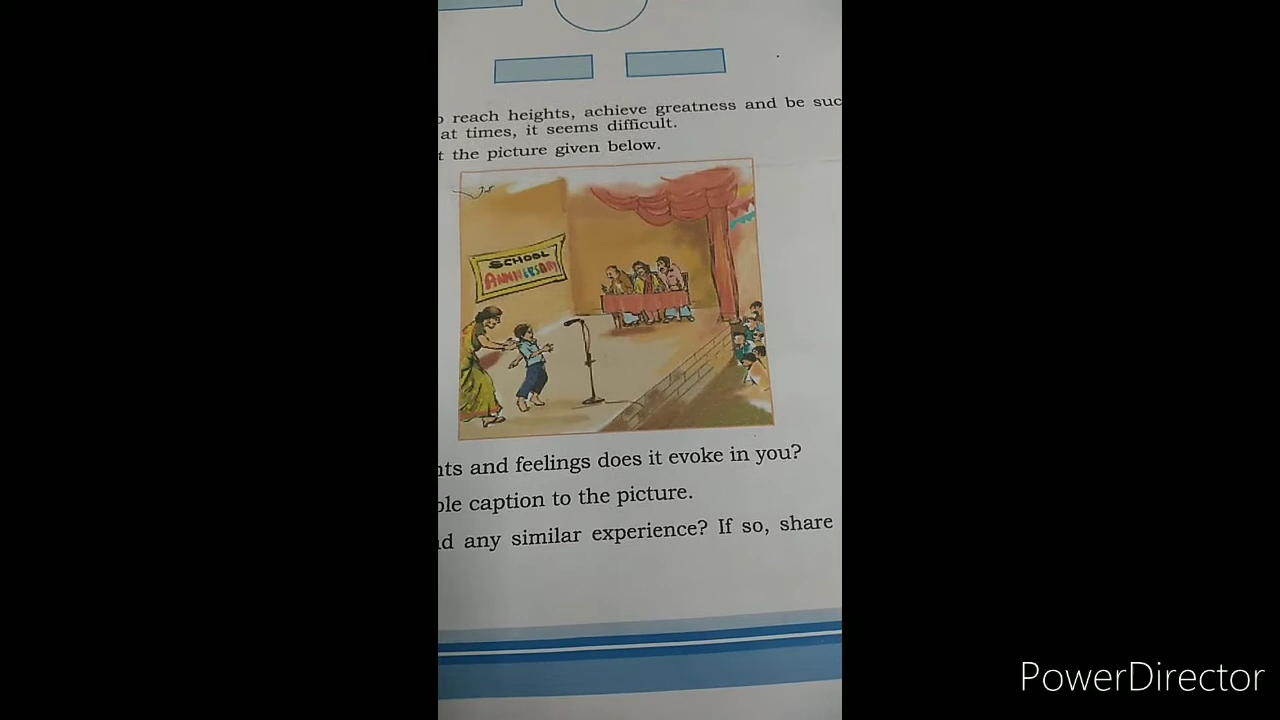 reach heights, achieve greatness and be suc
at times, it seems difficult.
t the picture given below.
SCHOOL
ANNIVERSARY
nts and feelings does it evoke in you?
ble caption to the picture.
d any similar experience? If so, share
PowerDirector